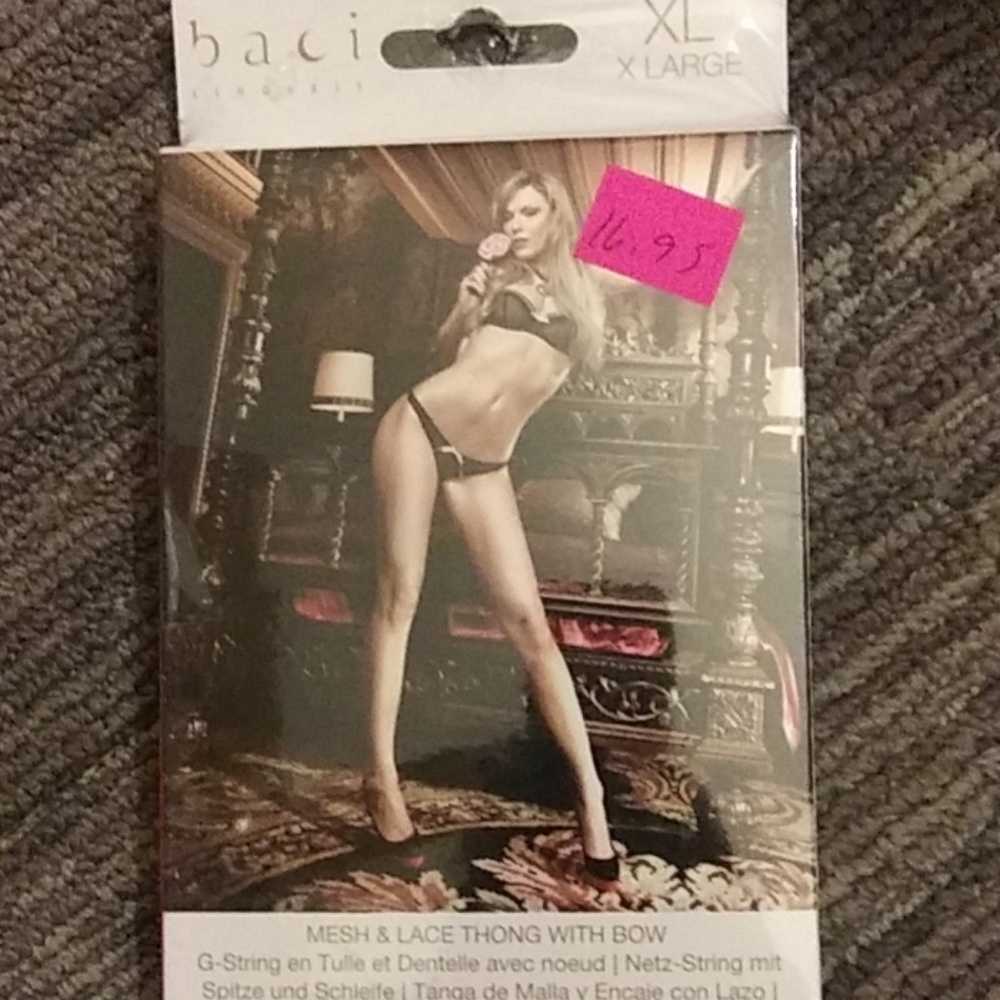 baci
LINGERIE
XL
X LARGE
16.95
MESH & LACE THONG WITH BOW
G-String en Tulle et Dentelle avec noeud | Netz-String mit
Spitze und Schleife | Tanga de Malla y Encaje con Lazo |